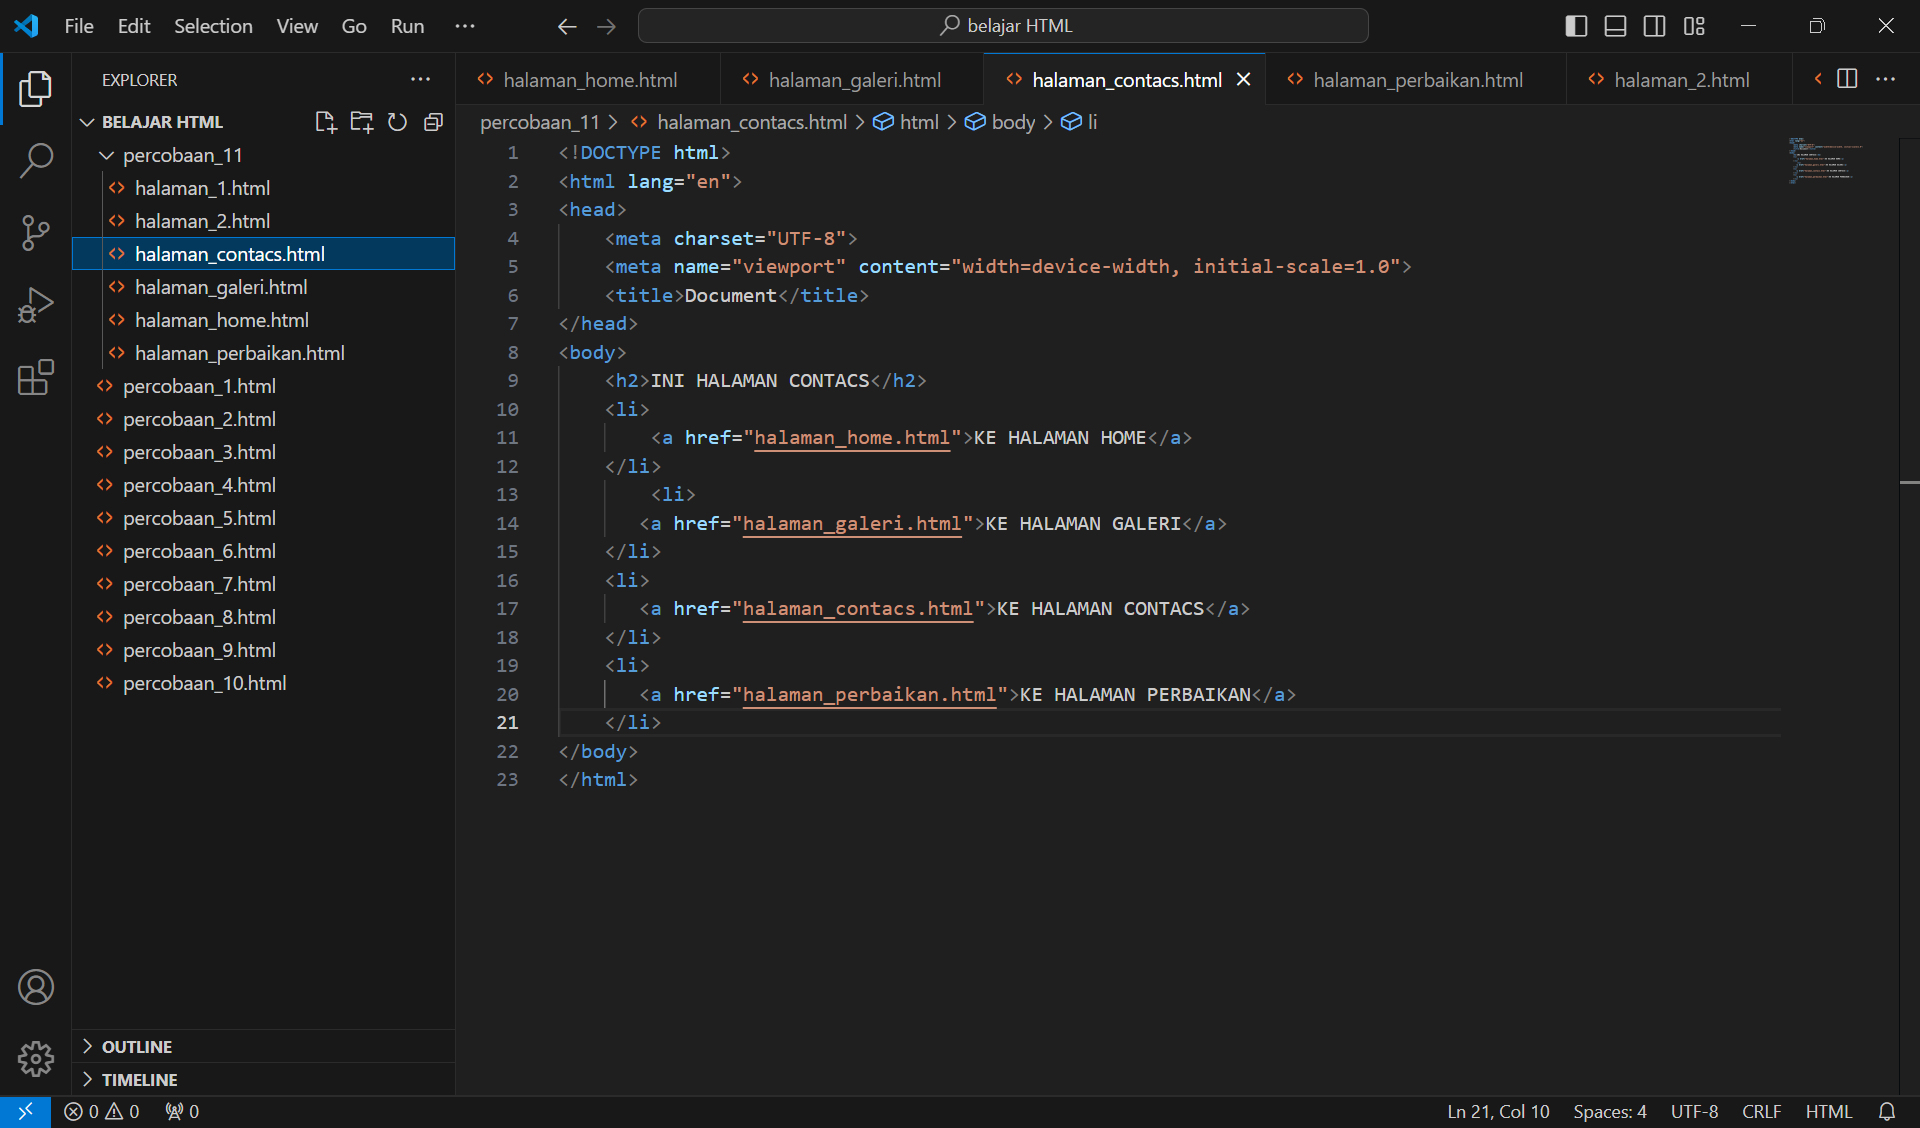 File Edit Selection View Go Run
belajar HTML
EXPLORER
BELAJAR HTML
percobaan_11
halaman_1.html
halaman_2.html
halaman_contacs.html
halaman_galeri.html
halaman_home.html
halaman_perbaikan.html
percobaan_1.html
percobaan_2.html
percobaan_3.html
percobaan_4.html
percobaan_5.html
percobaan_6.html
percobaan_7.html
percobaan_8.html
percobaan_9.html
percobaan_10.html
OUTLINE
TIMELINE
halaman_home.html halaman_galeri.html halaman_contacs.html halaman_perbaikan.html halaman_2.html
percobaan_11 > halaman_contacs.html > html > body > li
1 <!DOCTYPE html>
2 <html lang="en">
3 <head>
4     <meta charset="UTF-8">
5     <meta name="viewport" content="width=device-width, initial-scale=1.0">
6     <title>Document</title>
7 </head>
8 <body>
9     <h2>INI HALAMAN CONTACS</h2>
10     <li>
11         <a href="halaman_home.html">KE HALAMAN HOME</a>
12     </li>
13         <li>
14        <a href="halaman_galeri.html">KE HALAMAN GALERI</a>
15     </li>
16     <li>
17        <a href="halaman_contacs.html">KE HALAMAN CONTACS</a>
18     </li>
19     <li>
20        <a href="halaman_perbaikan.html">KE HALAMAN PERBAIKAN</a>
21     </li>
22 </body>
23 </html>
0 0 0
Ln 21, Col 10 Spaces: 4 UTF-8 CRLF HTML